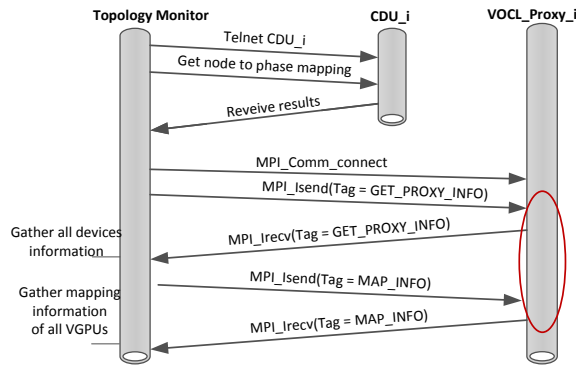 Topology Monitor
CDU_i
VOCL_Proxy_i
Telnet CDU_i
Get node to phase mapping
Reveive results
MPI_Comm_connect
MPI_Isend(Tag = GET_PROXY_INFO)
MPI_Irecv(Tag = GET_PROXY_INFO)
Gather all devices
information
MPI_Isend(Tag = MAP_INFO)
Gather mapping
information
of all VGPUs
MPI_Irecv(Tag = MAP_INFO)